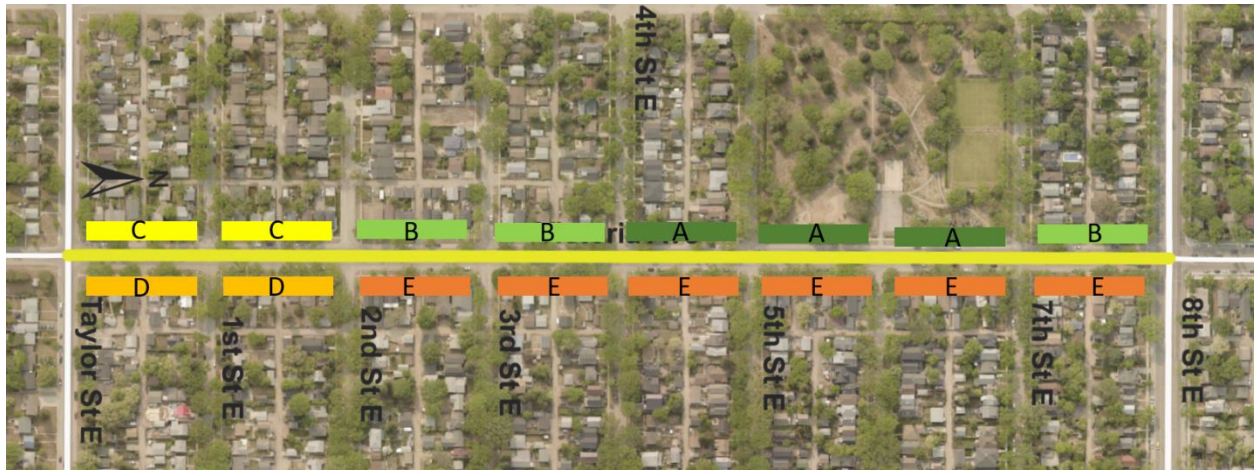 4th St E
N
C C B B A A A B
D D E E E E E E
Taylor St E
1st St E
2nd St E
3rd St E
5th St E
7th St E
8th St E